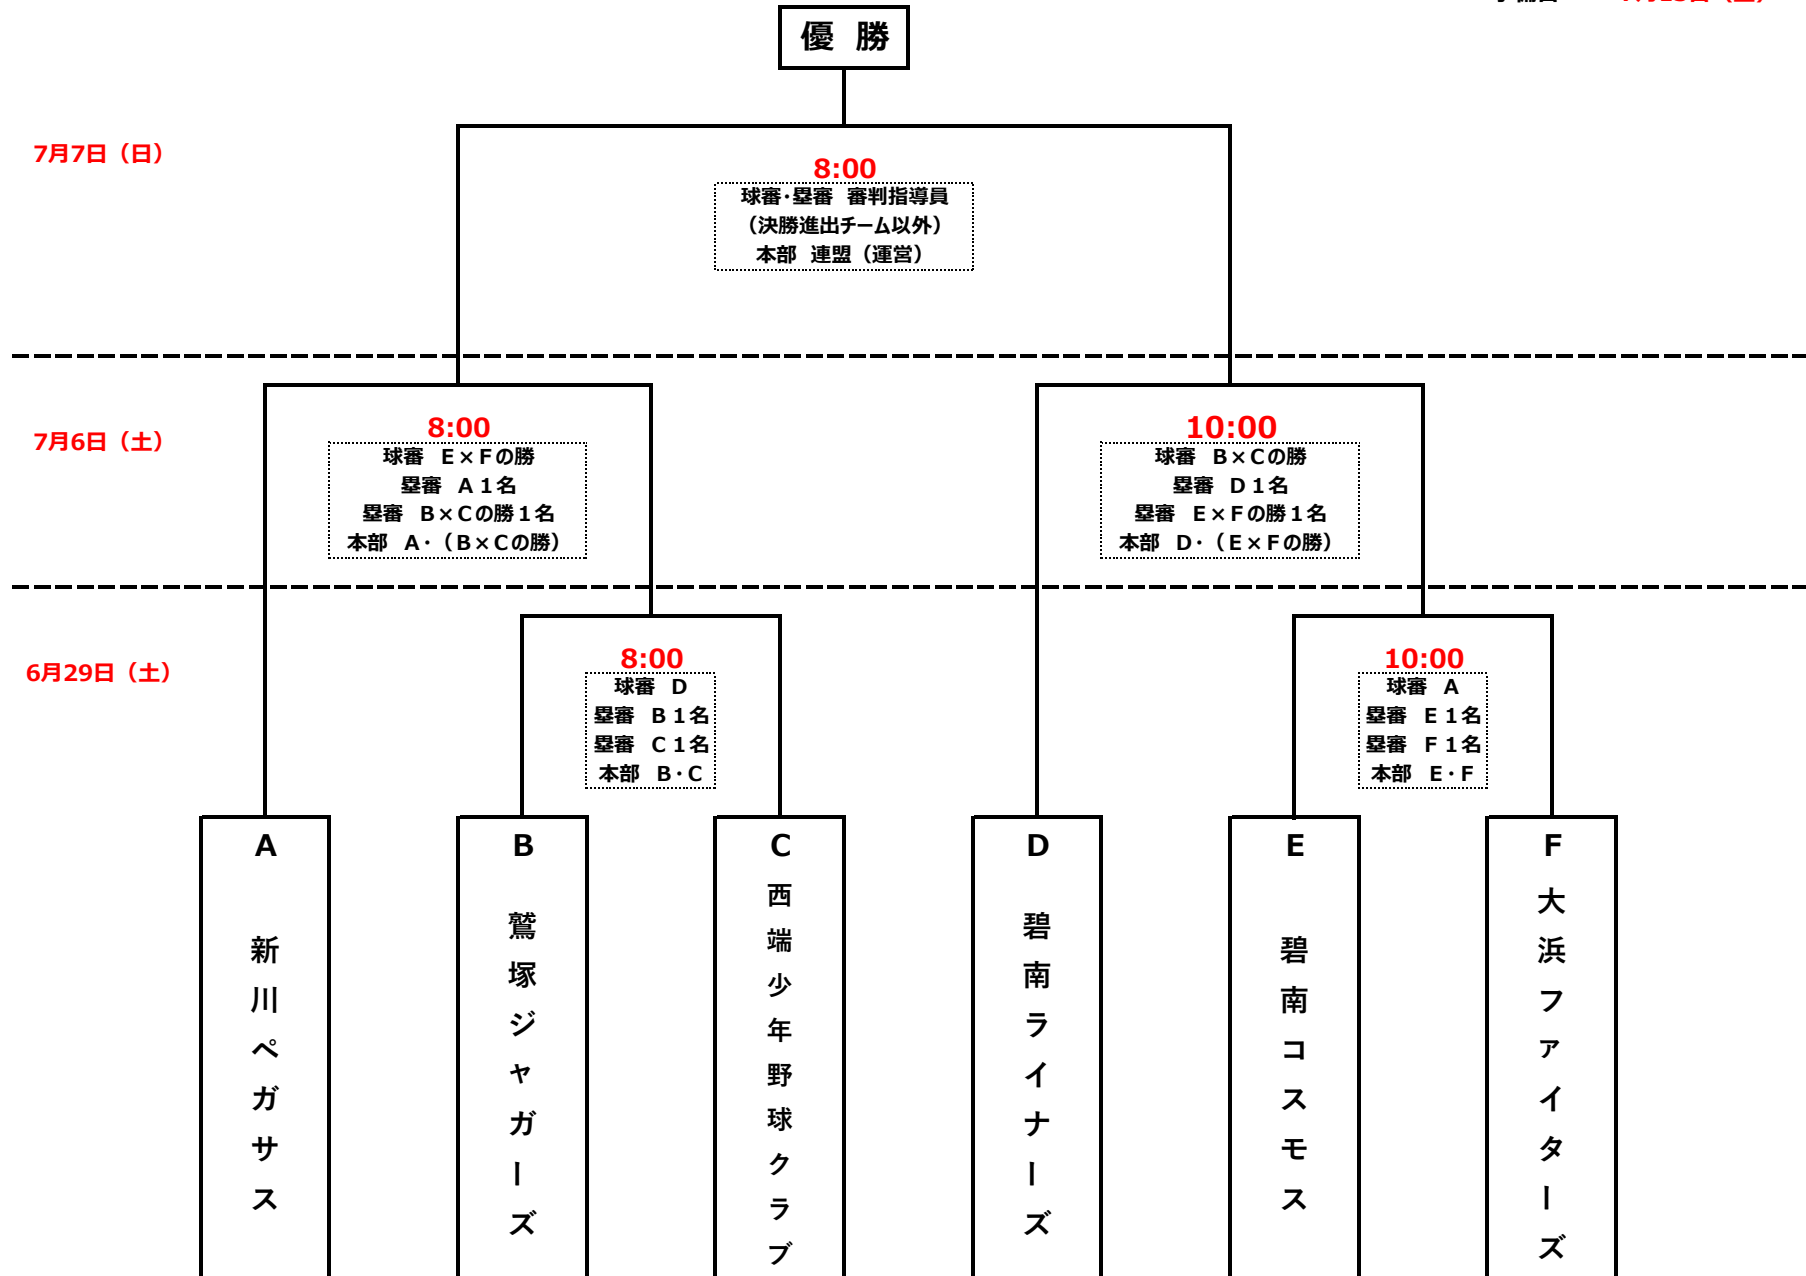 優 勝
7月7日（日）
8:00
球審・塁審 審判指導員
（決勝進出チーム以外）
本部 連盟（運営）
7月6日（土）
8:00
球審 E×Fの勝
塁審 A1名
塁審 B×Cの勝1名
本部 A・（B×Cの勝）
10:00
球審 B×Cの勝
塁審 D1名
塁審 E×Fの勝1名
本部 D・（E×Fの勝）
6月29日（土）
8:00
球審 D
塁審 B1名
塁審 C1名
本部 B・C
10:00
球審 A
塁審 E1名
塁審 F1名
本部 E・F
A
新川ペガサス
B
鷲塚ジャガーズ
C
西端少年野球クラブ
D
碧南ライナーズ
E
碧南コスモス
F
大浜ファイターズ